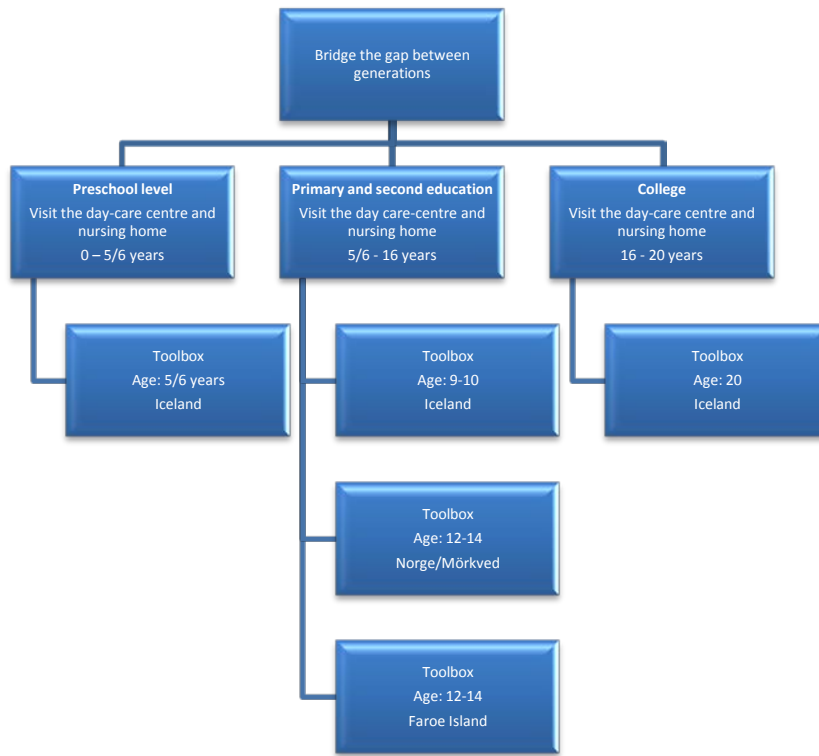 Bridge the gap between
generations
Preschool level
Visit the day-care centre and
nursing home
0 – 5/6 years
Primary and second education
Visit the day care-centre and
nursing home
5/6 - 16 years
College
Visit the day-care centre and
nursing home
16 - 20 years
Toolbox
Age: 5/6 years
Iceland
Toolbox
Age: 9-10
Iceland
Toolbox
Age: 20
Iceland
Toolbox
Age: 12-14
Norge/Mörkved
Toolbox
Age: 12-14
Faroe Island